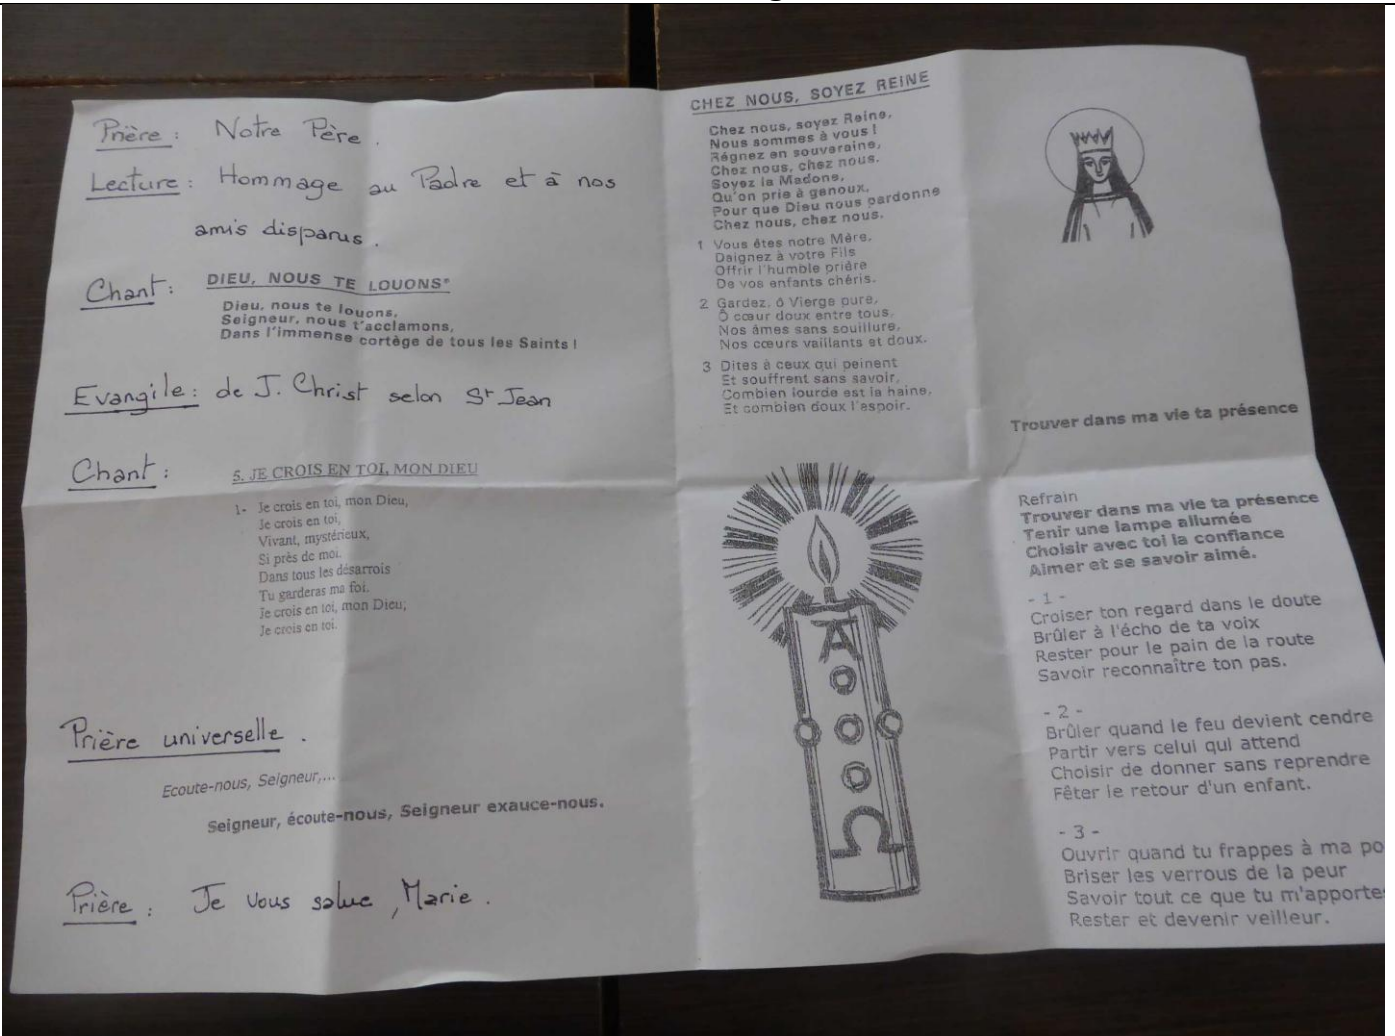 Prière : Notre Père.
Lecture : Hommage au Padre et à nos
amis disparus.
Chant :
DIEU, NOUS TE LOUONS*
Dieu, nous te louons,
Seigneur, nous t'acclamons,
Dans l'immense cortège de tous les Saints !
Evangile : de J. Christ selon St Jean
Chant :
5. JE CROIS EN TOI, MON DIEU
1- Je crois en toi, mon Dieu,
Je crois en toi,
Vivant, mystérieux,
Si près de moi.
Dans tous les désarrois
Tu garderas ma foi.
Je crois en toi, mon Dieu;
Je crois en toi.
Prière universelle.
Ecoute-nous, Seigneur,...
Seigneur, écoute-nous, Seigneur exauce-nous.
Prière : Je vous salue, Marie.
CHEZ NOUS, SOYEZ REINE
Chez nous, soyez Reine,
Nous sommes à vous !
Régnez en souveraine,
Chez nous, chez nous.
Soyez la Madone,
Qu'on prie à genoux,
Pour que Dieu nous pardonne
Chez nous, chez nous.
1 Vous êtes notre Mère,
Daignez à votre Fils
Offrir l'humble prière
De vos enfants chéris.
2 Gardez, ô Vierge pure,
Ô cœur doux entre tous,
Nos âmes sans souillure,
Nos cœurs vaillants et doux.
3 Dites à ceux qui peinent
Et souffrent sans savoir,
Combien lourde est la haine,
Et combien doux l'espoir.
A
Ω
Trouver dans ma vie ta présence
Refrain
Trouver dans ma vie ta présence
Tenir une lampe allumée
Choisir avec toi la confiance
Aimer et se savoir aimé.
- 1 -
Croiser ton regard dans le doute
Brûler à l'écho de ta voix
Rester pour le pain de la route
Savoir reconnaître ton pas.
- 2 -
Brûler quand le feu devient cendre
Partir vers celui qui attend
Choisir de donner sans reprendre
Fêter le retour d'un enfant.
- 3 -
Ouvrir quand tu frappes à ma po
Briser les verrous de la peur
Savoir tout ce que tu m'apporte
Rester et devenir veilleur.